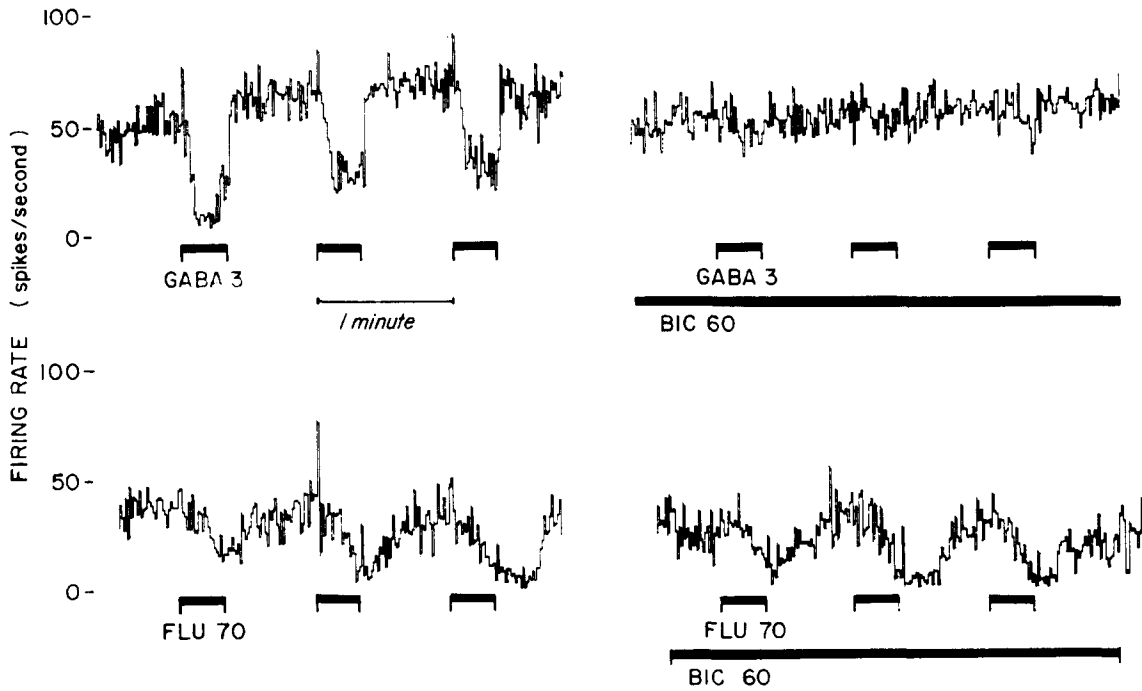 FIRING RATE (spikes/second)
100-
50-
0-
GABA 3
1 minute
GABA 3
BIC 60
100-
50-
0-
FLU 70
FLU 70
BIC 60